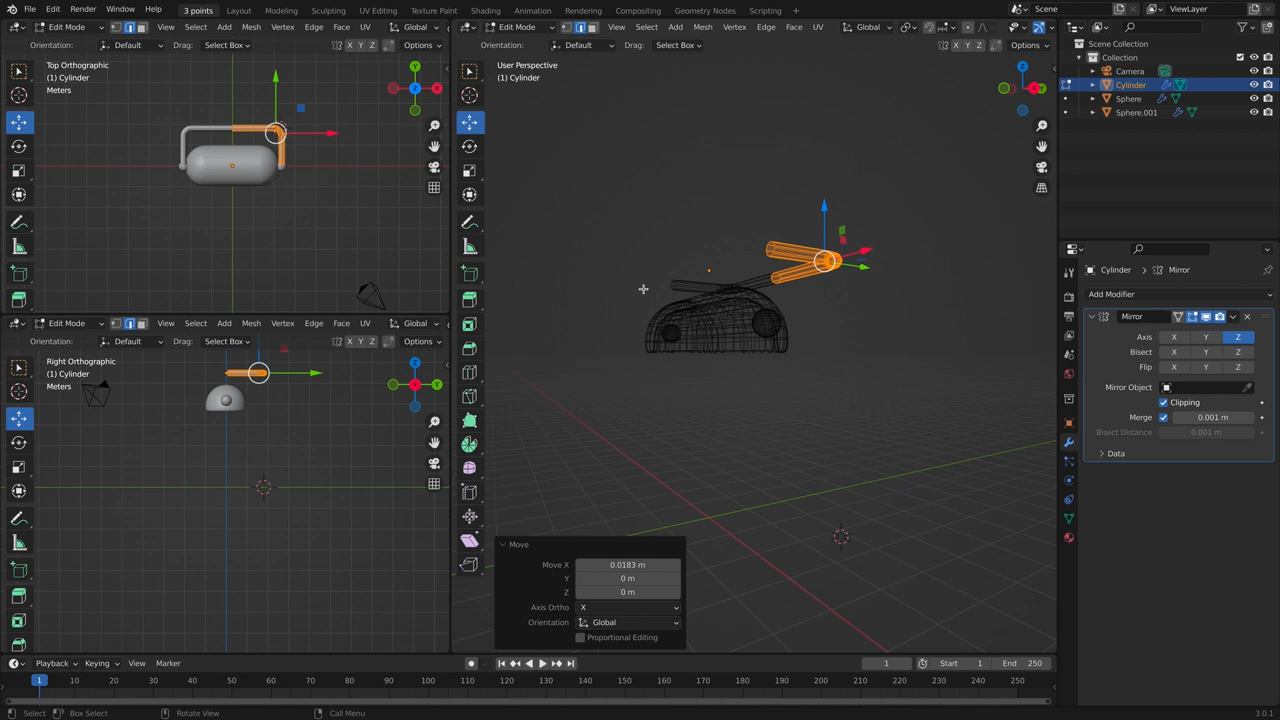 File Edit Render Window Help 3 points Layout Modeling Sculpting UV Editing Texture Paint Shading Animation Rendering Compositing Geometry Nodes Scripting Scene ViewLayer
Edit Mode View Select Add Mesh Vertex Edge Global
Orientation: Default Drag: Select Box X Y Z Options
Top Orthographic
(1) Cylinder
Meters
Y
Z X
Edit Mode View Select Add Mesh Vertex Edge Global
Orientation: Default Drag: Select Box X Y Z Options
Right Orthographic
(1) Cylinder
Meters
Z
X Y
Edit Mode View Select Add Mesh Vertex Edge Face UV Global
Orientation: Default Drag: Select Box X Y Z Options
User Perspective
(1) Cylinder
Z
X Y
Move
Move X 0.0183 m
Y 0 m
Z 0 m
Axis Ortho X
Orientation Global
Proportional Editing
Scene Collection
Collection
Camera
Cylinder
Sphere
Sphere.001
Cylinder Mirror
Add Modifier
Mirror
Axis X Y Z
Bisect X Y Z
Flip X Y Z
Mirror Object
Clipping
Merge 0.001 m
Bisect Distance 0.001 m
Data
Playback Keying View Marker 1 Start 1 End 250
1 10 20 30 40 50 60 70 80 90 100 110 120 130 140 150 160 170 180 190 200 210 220 230 240 250
Select Box Select Rotate View Call Menu 3.0.1